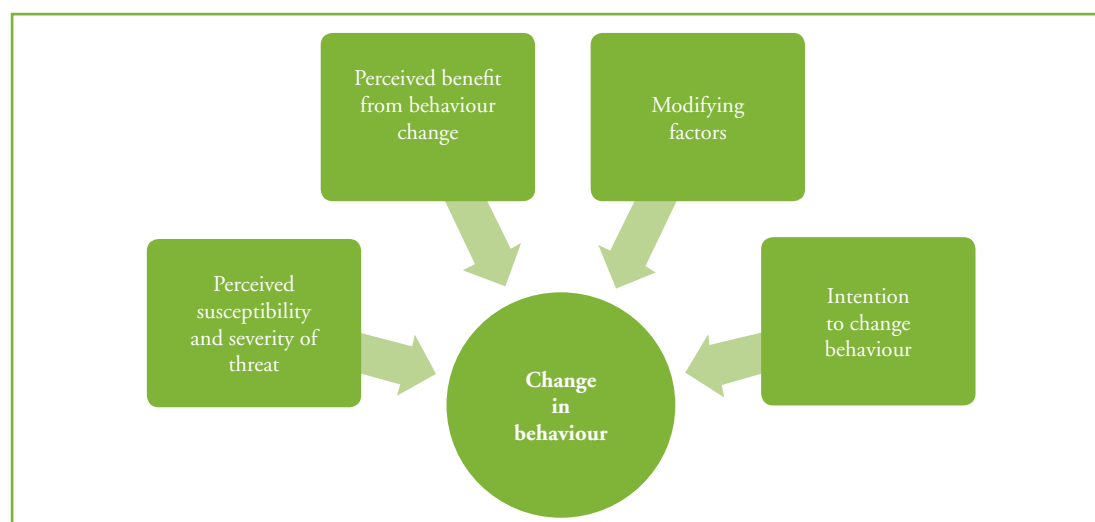 Perceived benefit
from behaviour
change
Modifying
factors
Perceived
susceptibility
and severity of
threat
Intention
to change
behaviour
Change
in
behaviour